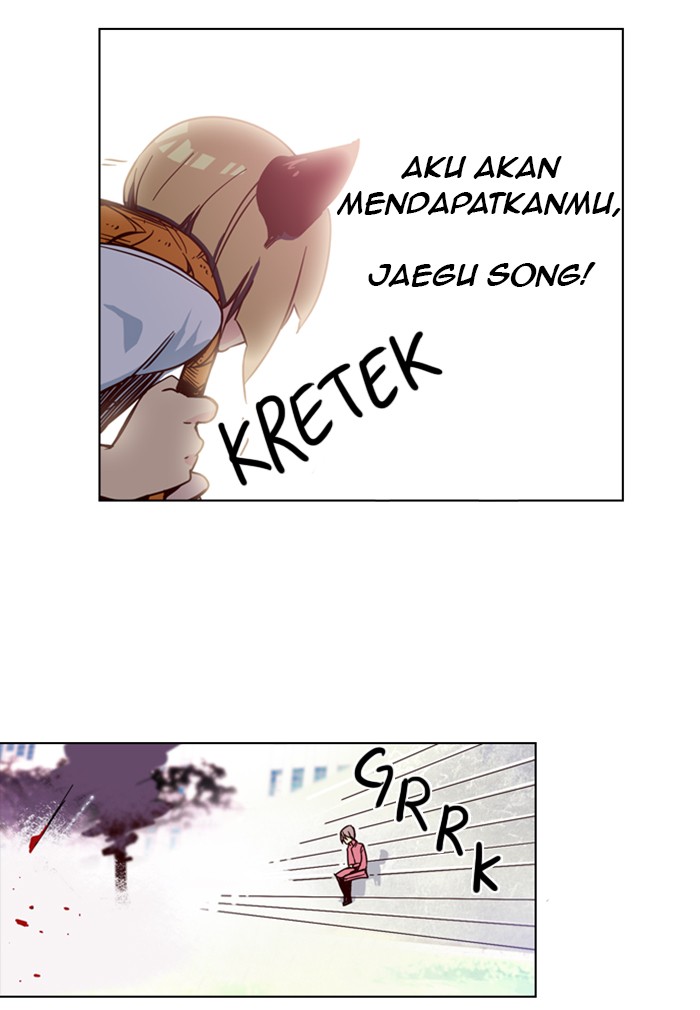 AKU AKAN
MENDAPATKANMU,
JAEGU SONG!
KRETEK
GRRK